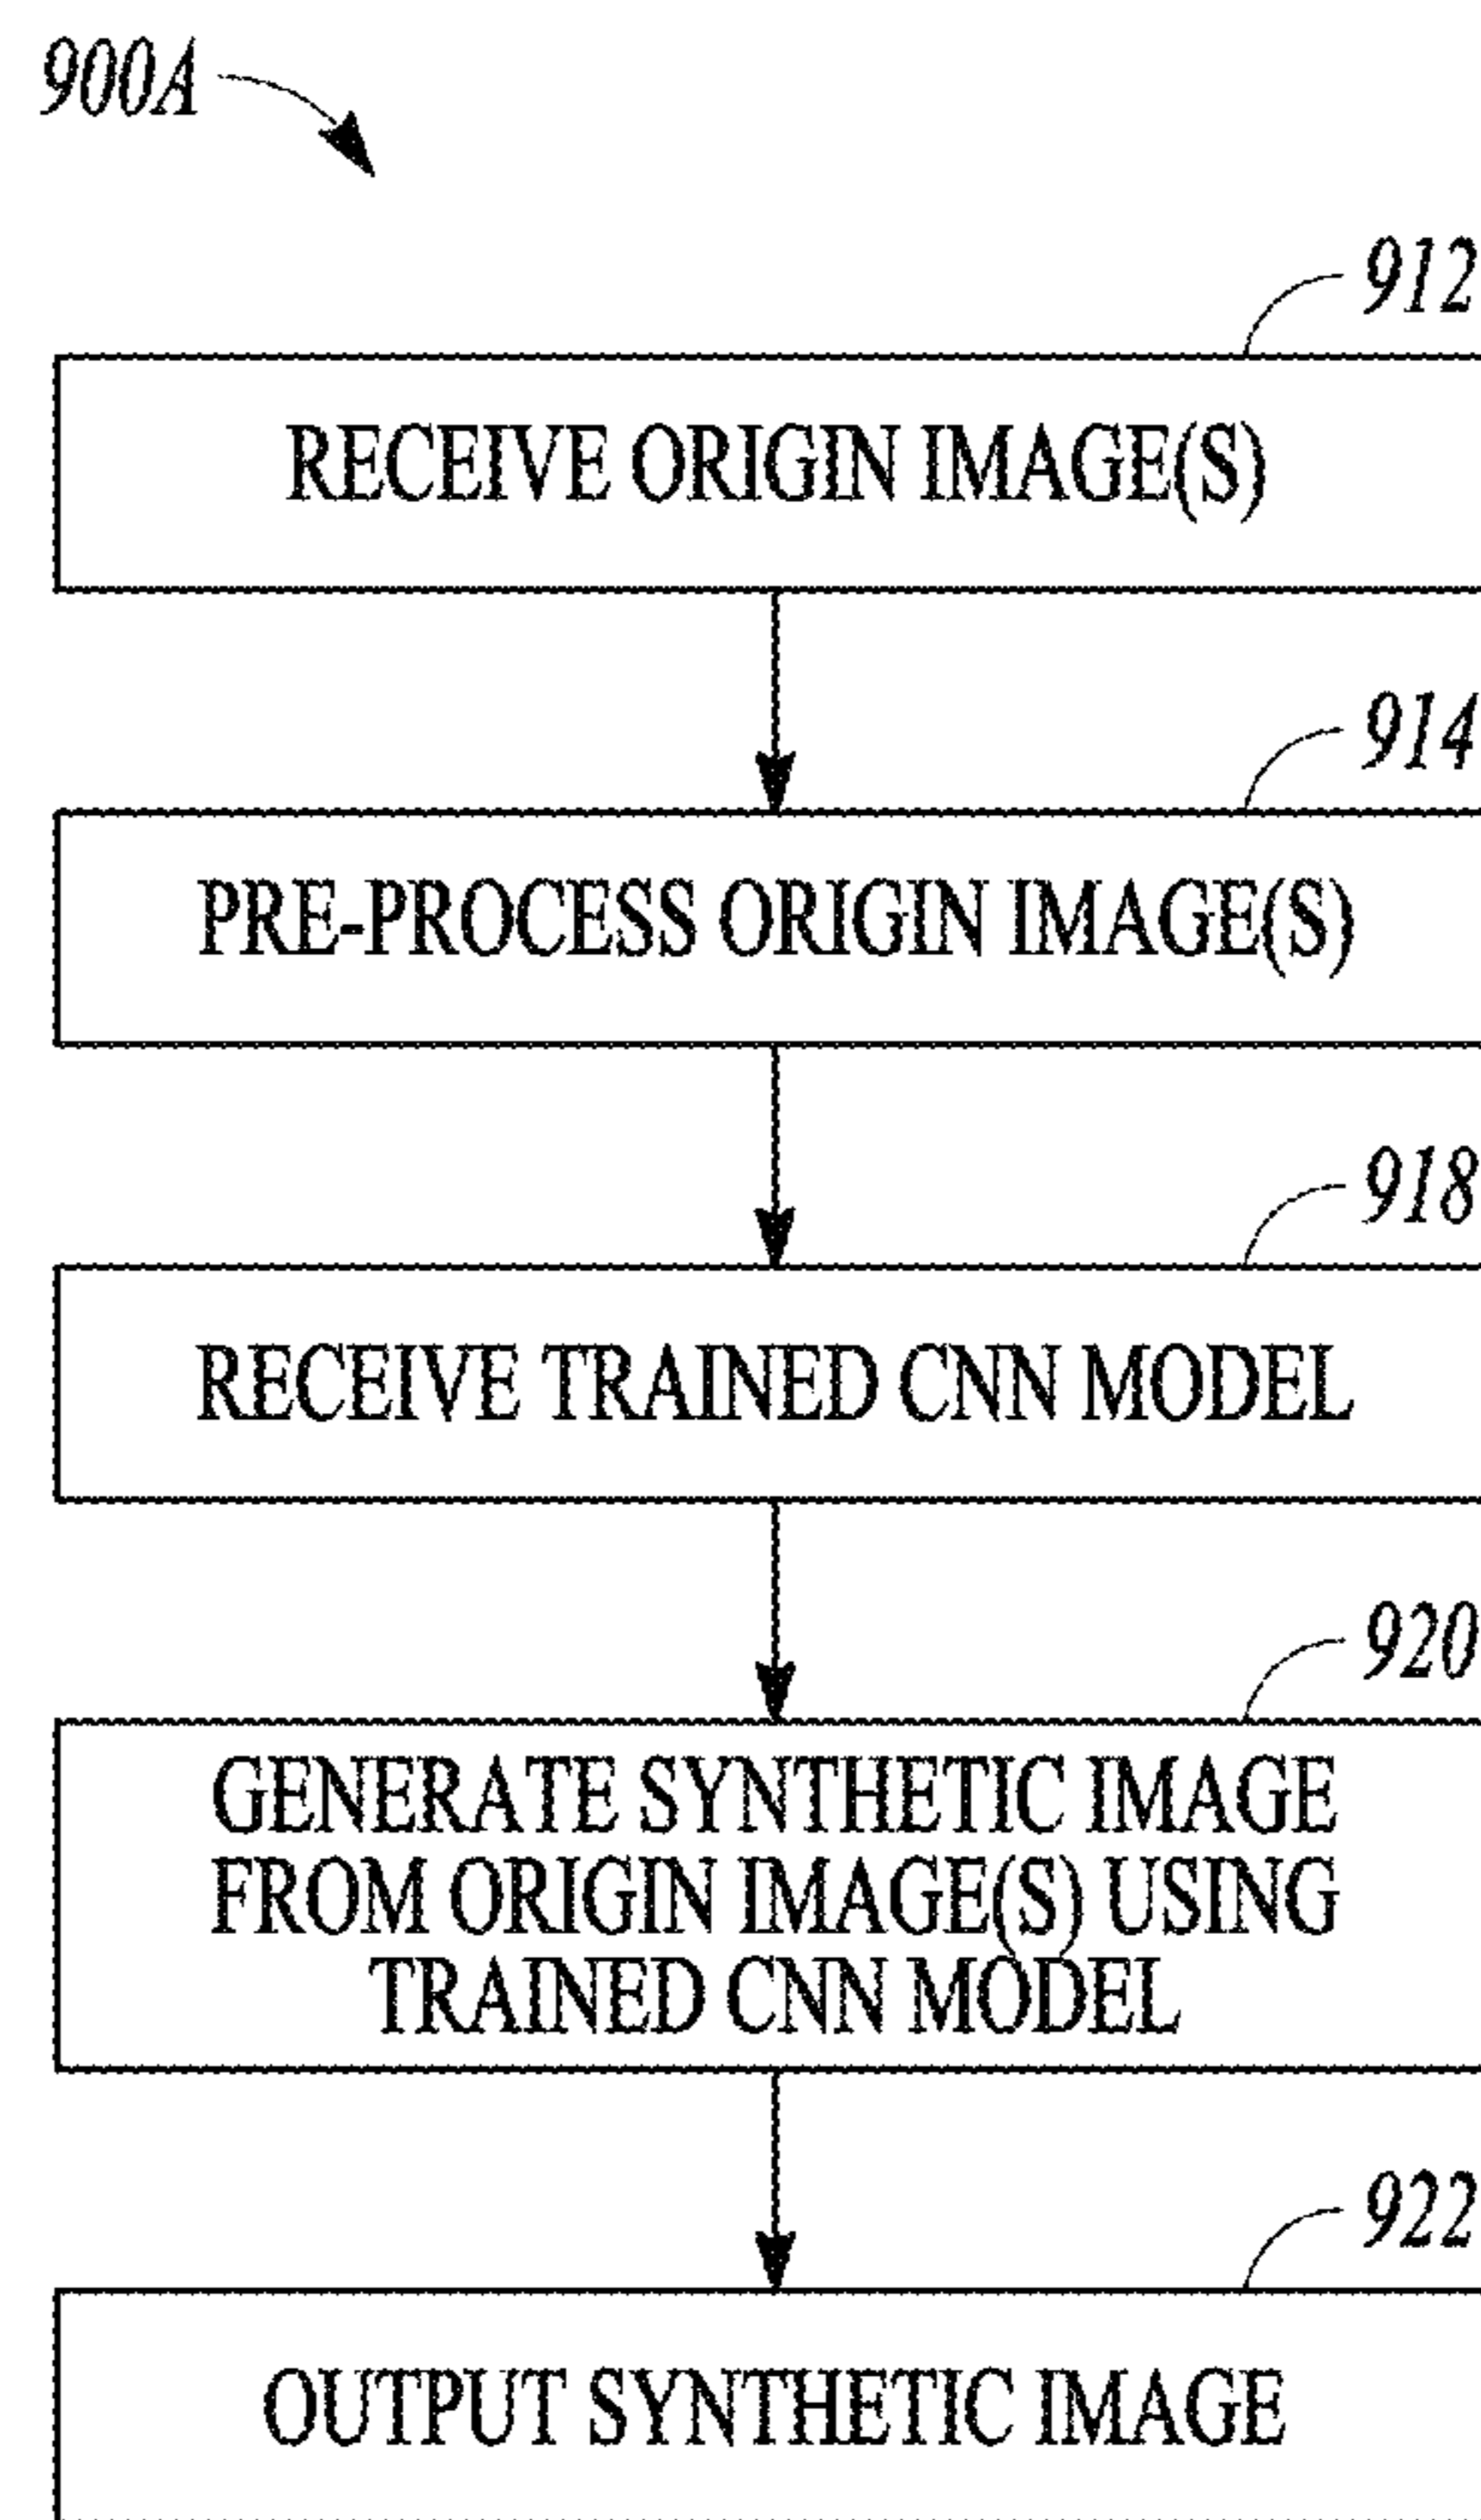 900A
912
RECEIVE ORIGIN IMAGE(S)
914
PRE-PROCESS ORIGIN IMAGE(S)
918
RECEIVE TRAINED CNN MODEL
920
GENERATE SYNTHETIC IMAGE
FROM ORIGIN IMAGE(S) USING
TRAINED CNN MODEL
922
OUTPUT SYNTHETIC IMAGE